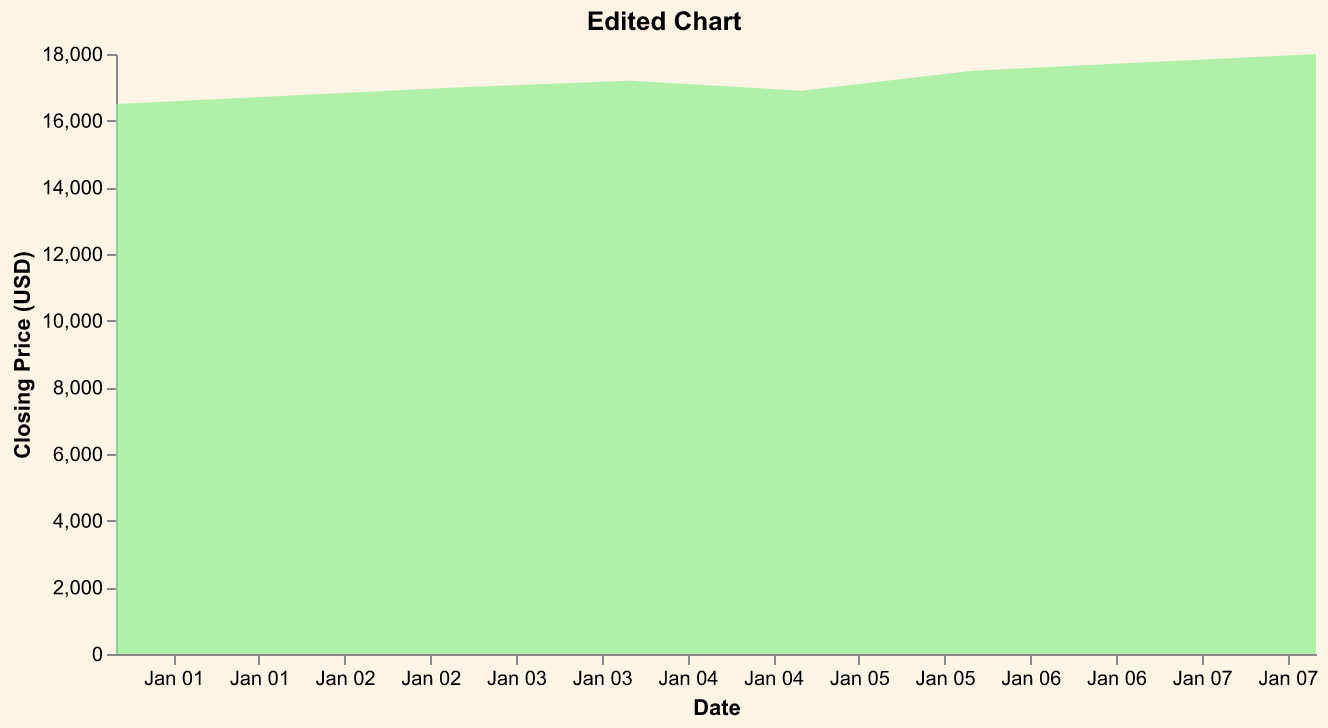 Edited Chart
Closing Price (USD)
18,000
16,000
14,000
12,000
10,000
8,000
6,000
4,000
2,000
0
Jan 01 Jan 01 Jan 02 Jan 02 Jan 03 Jan 03 Jan 04 Jan 04 Jan 05 Jan 05 Jan 06 Jan 06 Jan 07 Jan 07
Date